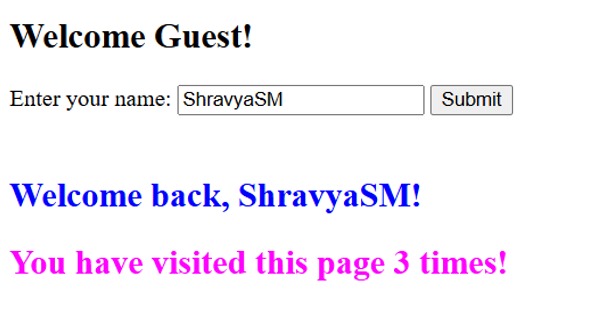 Welcome Guest!
Enter your name: ShravyaSM Submit
Welcome back, ShravyaSM!
You have visited this page 3 times!